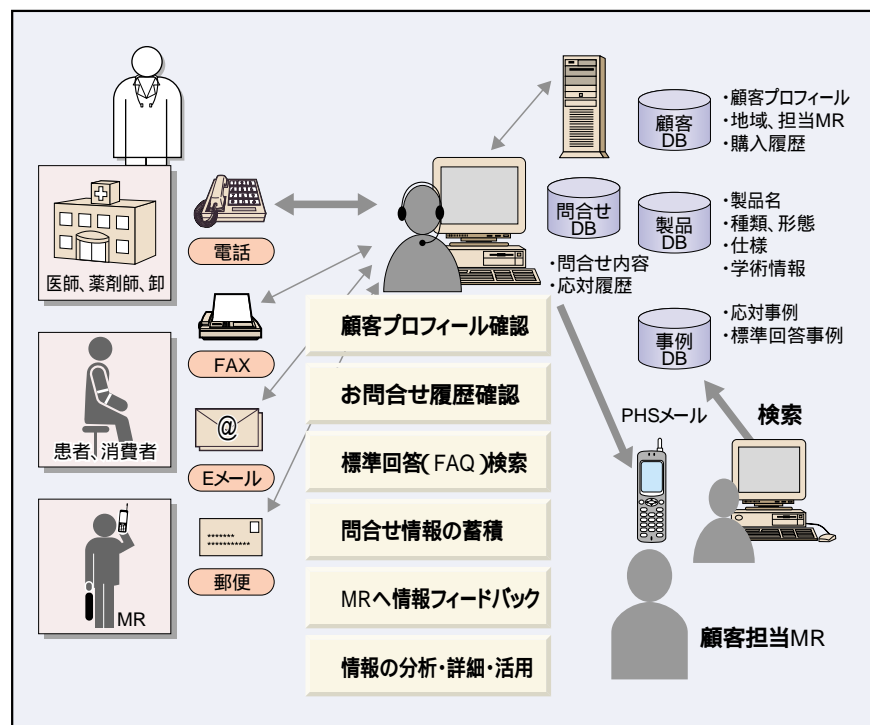 医師、薬剤師、卸
患者、消費者
MR
電話
FAX
@
Eメール
*******
***********
郵便
顧客プロフィール確認
お問合せ履歴確認
標準回答(FAQ)検索
問合せ情報の蓄積
MRへ情報フィードバック
情報の分析・詳細・活用
顧客
DB
・顧客プロフィール
・地域、担当MR
・購入履歴
問合せ
DB
・問合せ内容
・応対履歴
製品
DB
・製品名
・種類、形態
・仕様
・学術情報
事例
DB
・応対事例
・標準回答事例
PHSメール
検索
顧客担当MR